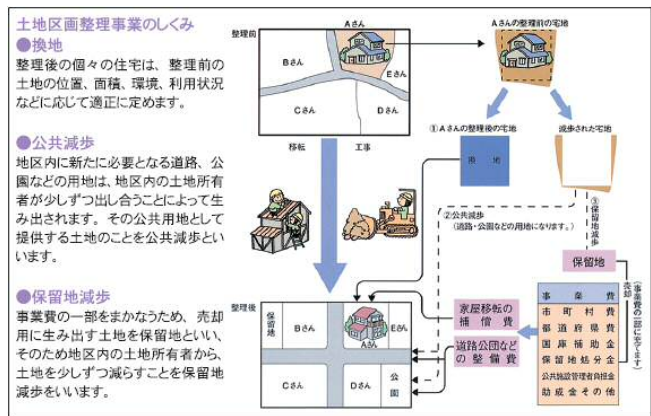 土地区画整理事業のしくみ
●換地
整理後の個々の住宅は、整理前の
土地の位置、面積、環境、利用状況
などに応じて適正に定めます。
●公共減歩
地区内に新たに必要となる道路、公
園などの用地は、地区内の土地所有
者が少しずつ出し合うことによって生
み出されます。その公共用地として
提供する土地のことを公共減歩とい
います。
●保留地減歩
事業費の一部をまかなうため、売却
用に生み出す土地を保留地といい、
そのため地区内の土地所有者から、
土地を少しずつ減らすことを保留地
減歩をいいます。
整理前
Aさん
Bさん
Eさん
Cさん
Dさん
移転
工事
Aさんの整理前の宅地
①Aさんの整理後の宅地
減歩された宅地
換地
②公共減歩
(道路・公園などの用地になります。)
③保留地減歩
保留地
売却
(事業費の一部に充てます)
整理後
保留地
Bさん
Aさん
Eさん
Cさん
Dさん
公園
家屋移転の
補償費
道路公団など
の整備費
事業費
市町村費
都道府県費
国庫補助金
保留地処分金
公共施設管理者負担金
助成金その他